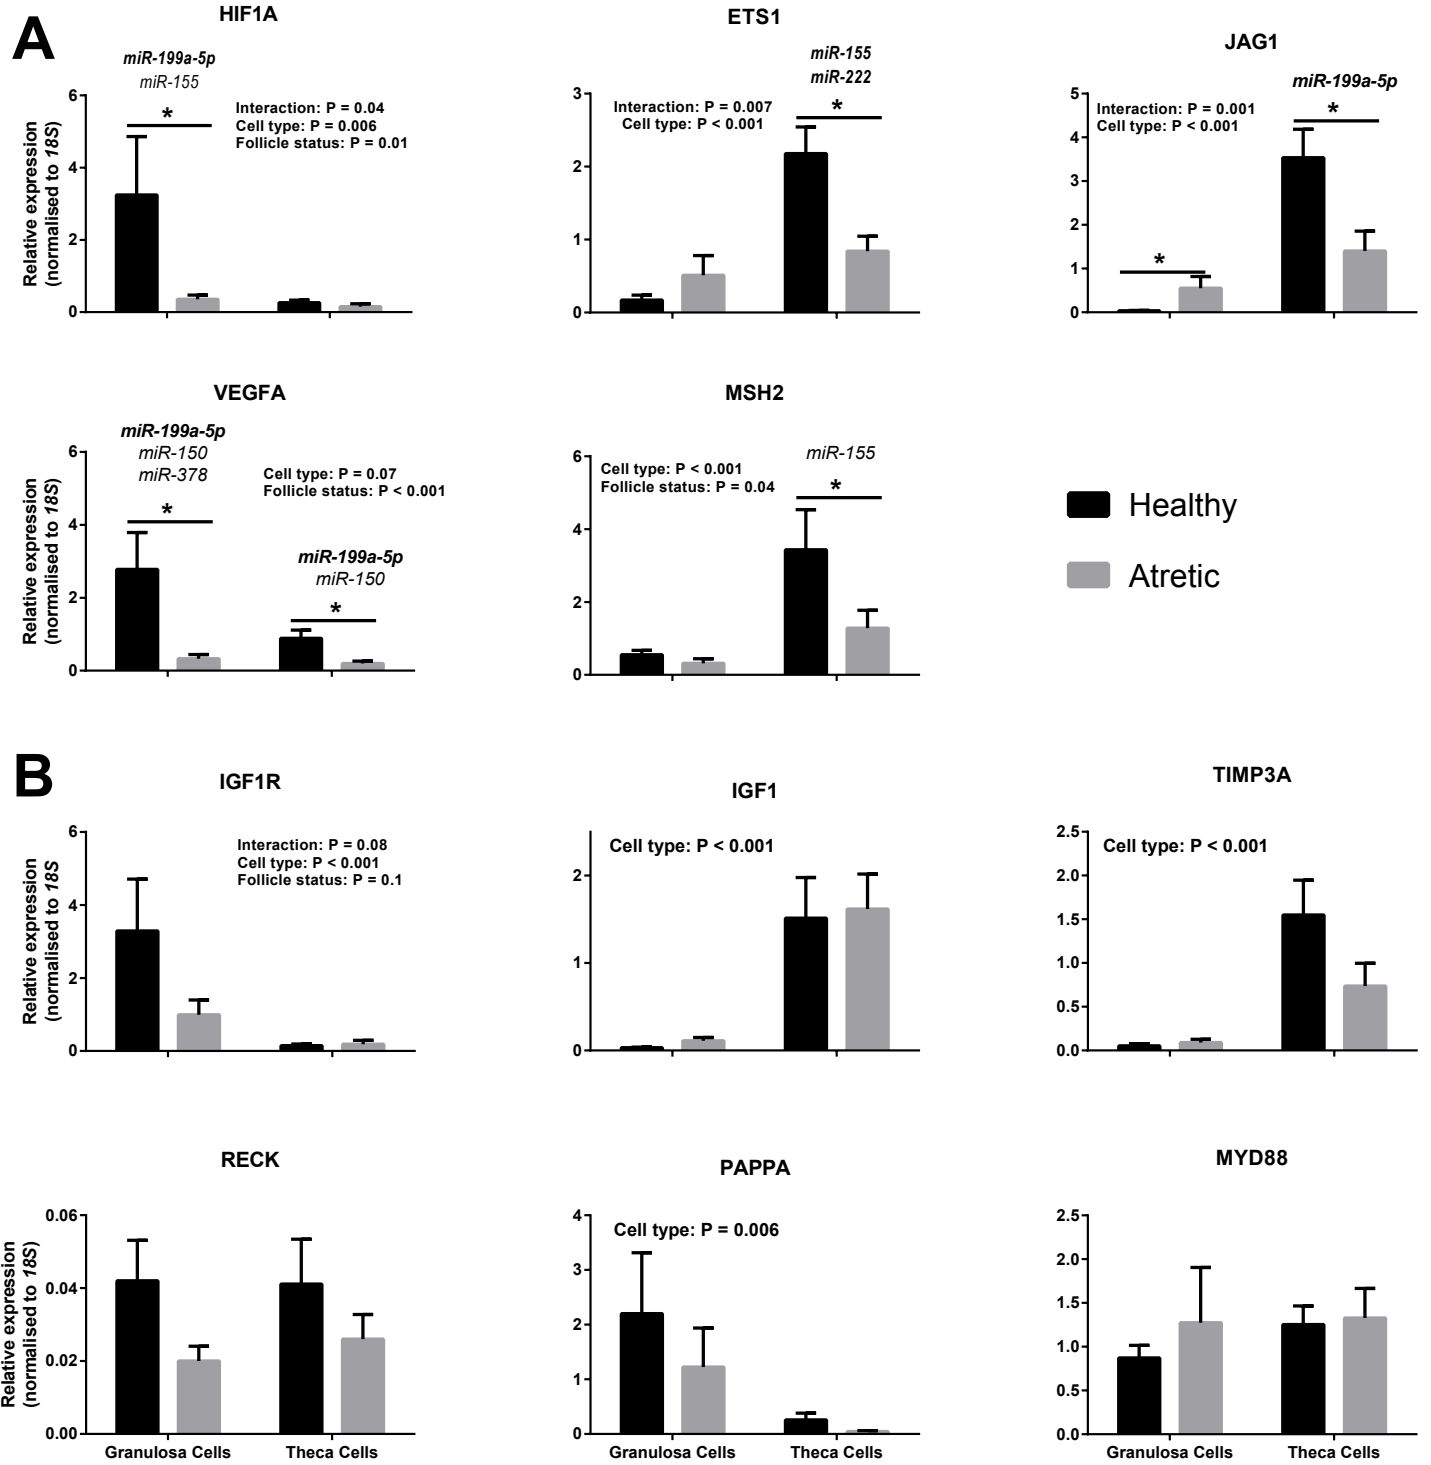 A
HIF1A
miR-199a-5p
miR-155
*
Interaction: P = 0.04
Cell type: P = 0.006
Follicle status: P = 0.01
Relative expression
(normalised to 18S)
6
4
2
0
ETS1
miR-155
miR-222
*
Interaction: P = 0.007
Cell type: P < 0.001
3
2
1
0
JAG1
miR-199a-5p
*
Interaction: P = 0.001
Cell type: P < 0.001
*
5
4
3
2
1
0
VEGFA
miR-199a-5p
miR-150
miR-378
*
Cell type: P = 0.07
Follicle status: P < 0.001
miR-199a-5p
miR-150
*
Relative expression
(normalised to 18S)
6
4
2
0
MSH2
miR-155
*
Cell type: P < 0.001
Follicle status: P = 0.04
6
4
2
0
Healthy
Atretic
B
IGF1R
Interaction: P = 0.08
Cell type: P < 0.001
Follicle status: P = 0.1
Relative expression
(normalised to 18S
6
4
2
0
IGF1
Cell type: P < 0.001
2
1
0
TIMP3A
Cell type: P < 0.001
2.5
2.0
1.5
1.0
0.5
0.0
RECK
Relative expression
(normalised to 18S)
0.06
0.04
0.02
0.00
Granulosa Cells
Theca Cells
PAPPA
Cell type: P = 0.006
4
3
2
1
0
Granulosa Cells
Theca Cells
MYD88
2.5
2.0
1.5
1.0
0.5
0.0
Granulosa Cells
Theca Cells